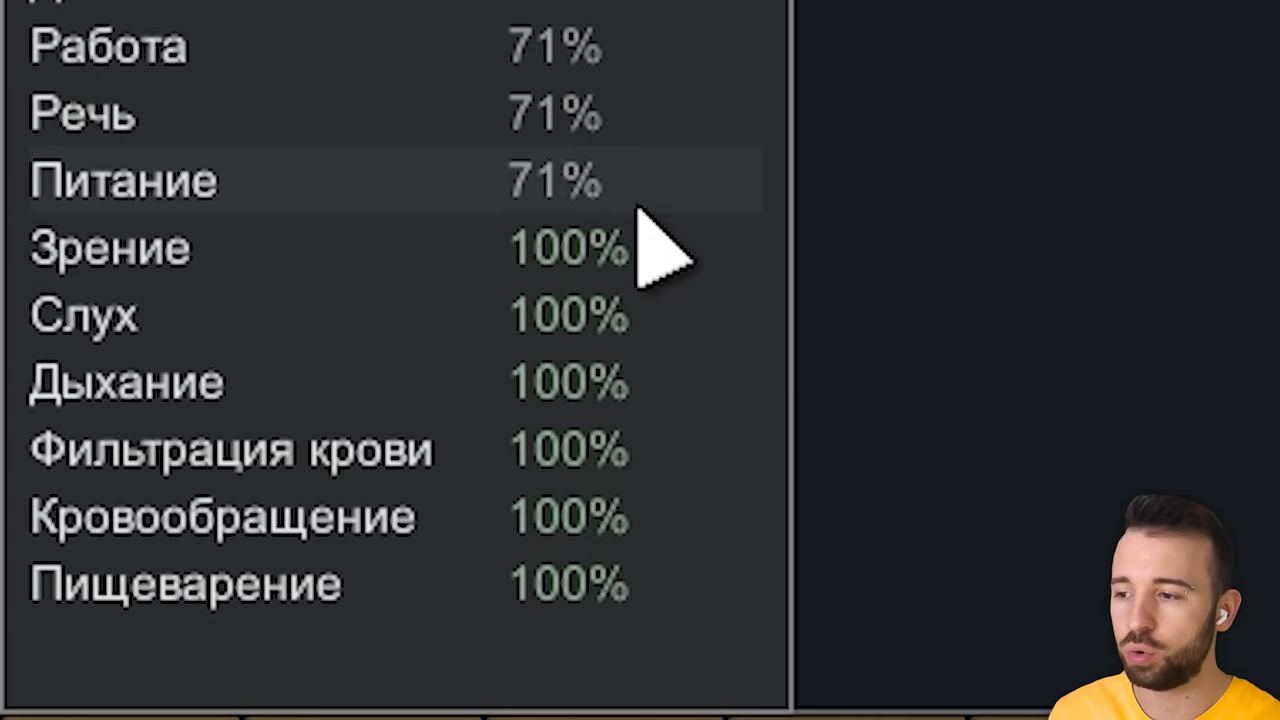 Работа 71%
Речь 71%
Питание 71%
Зрение 100%
Слух 100%
Дыхание 100%
Фильтрация крови 100%
Кровообращение 100%
Пищеварение 100%